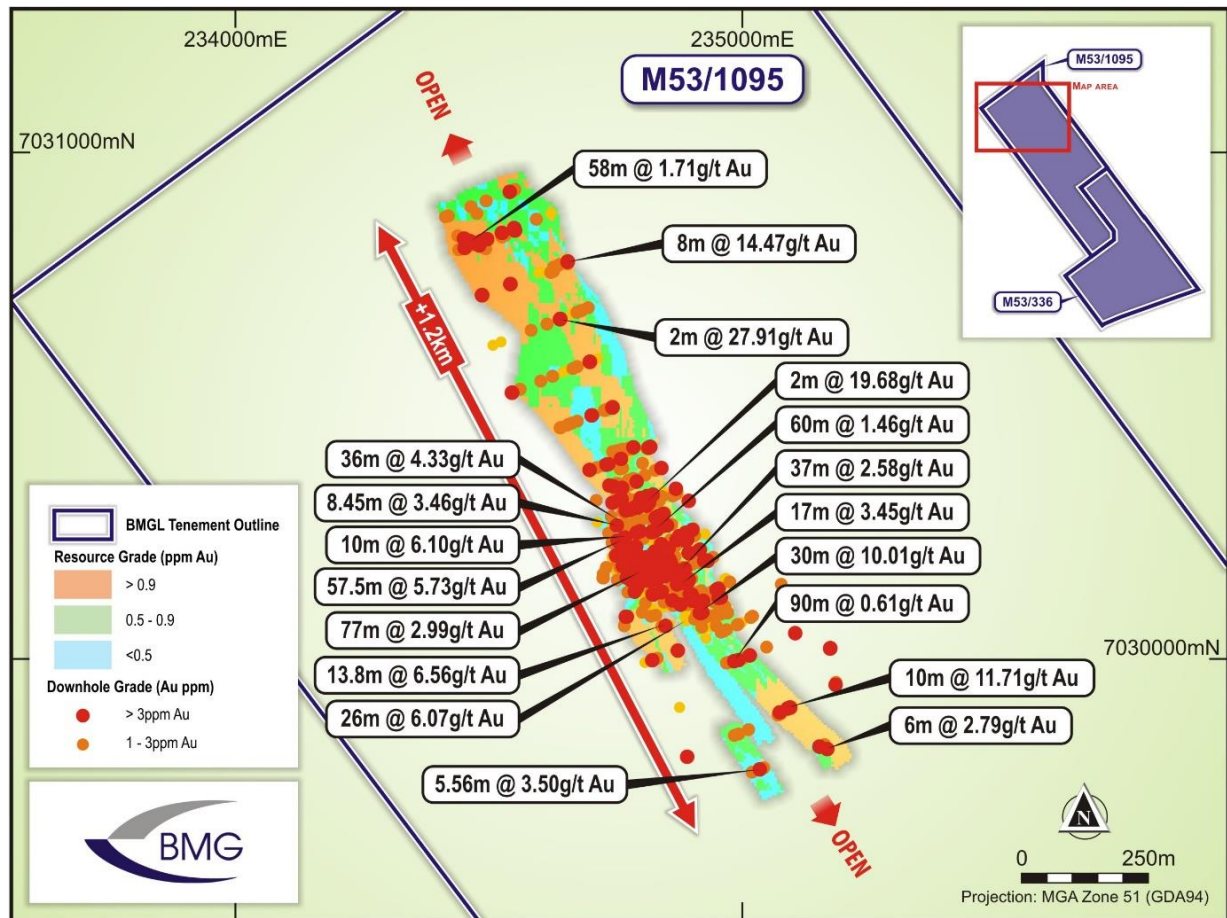 234000mE
235000mE
M53/1095
M53/1095
MAP AREA
M53/336
OPEN
7031000mN
58m @ 1.71g/t Au
8m @ 14.47g/t Au
2m @ 27.91g/t Au
+1.2km
2m @ 19.68g/t Au
60m @ 1.46g/t Au
37m @ 2.58g/t Au
17m @ 3.45g/t Au
30m @ 10.01g/t Au
90m @ 0.61g/t Au
36m @ 4.33g/t Au
8.45m @ 3.46g/t Au
10m @ 6.10g/t Au
57.5m @ 5.73g/t Au
77m @ 2.99g/t Au
13.8m @ 6.56g/t Au
26m @ 6.07g/t Au
7030000mN
10m @ 11.71g/t Au
6m @ 2.79g/t Au
5.56m @ 3.50g/t Au
OPEN
BMGL Tenement Outline
Resource Grade (ppm Au)
> 0.9
0.5 - 0.9
<0.5
Downhole Grade (Au ppm)
> 3ppm Au
1 - 3ppm Au
BMG
N
0 250m
Projection: MGA Zone 51 (GDA94)